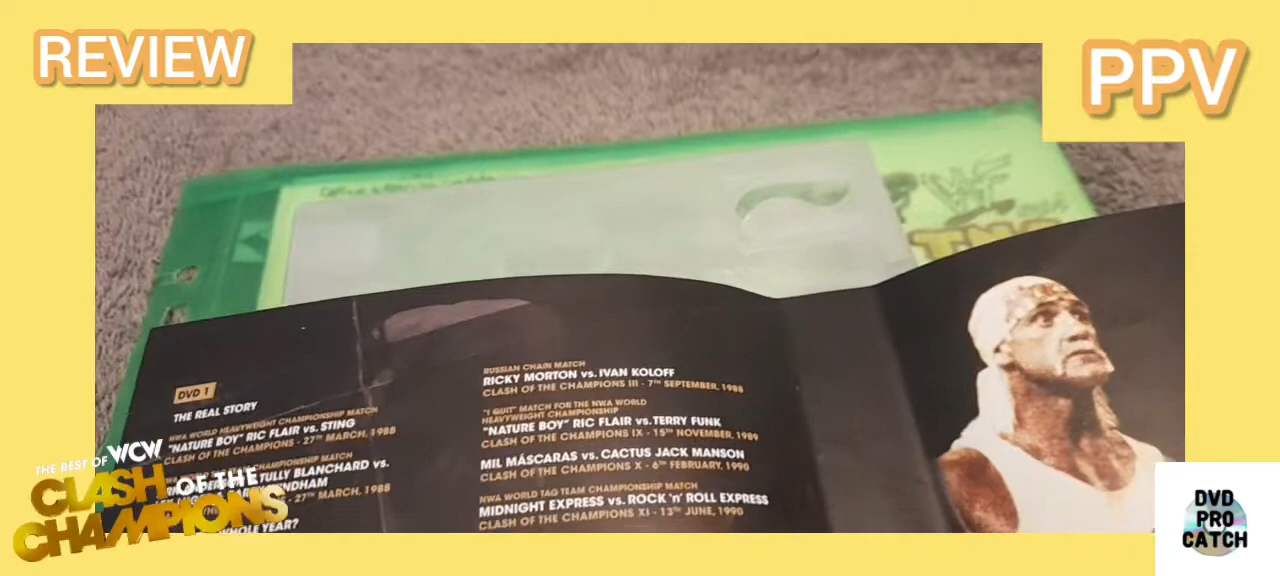 REVIEW
PPV
WF
DVD 1
THE REAL STORY
NWA WORLD HEAVYWEIGHT CHAMPIONSHIP MATCH
"NATURE BOY" RIC FLAIR vs. STING
CLASH OF THE CHAMPIONS - 27TH MARCH, 1988
CHAMPIONSHIP MATCH
TULLY BLANCHARD vs.
27TH MARCH, 1988
WHOLE YEAR?
RUSSIAN CHAIN MATCH
RICKY MORTON vs. IVAN KOLOFF
CLASH OF THE CHAMPIONS III - 7TH SEPTEMBER, 1988
"I QUIT" MATCH FOR THE NWA WORLD
HEAVYWEIGHT CHAMPIONSHIP
"NATURE BOY" RIC FLAIR vs. TERRY FUNK
CLASH OF THE CHAMPIONS IX - 15TH NOVEMBER, 1989
MIL MÁSCARAS vs. CACTUS JACK MANSON
CLASH OF THE CHAMPIONS X - 6TH FEBRUARY, 1990
NWA WORLD TAG TEAM CHAMPIONSHIP MATCH
MIDNIGHT EXPRESS vs. ROCK 'n' ROLL EXPRESS
CLASH OF THE CHAMPIONS XI - 13TH JUNE, 1990
THE BEST OF WCW
CLASH OF THE
CHAMPIONS
DVD
PRO
CATCH